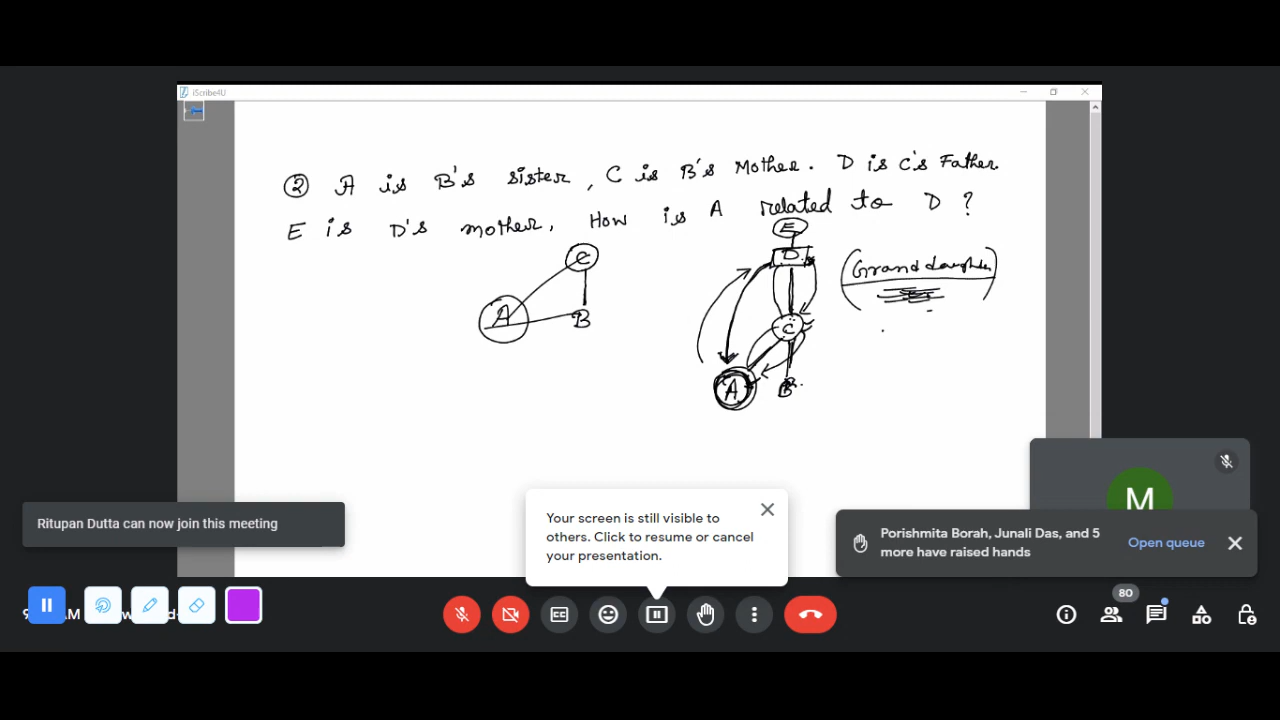 iScribe4U
② A is B's sister, C is B's Mother. D is C's Father
E is D's mother, How is A related to D ?
E
D
C
A
B
C
A
B
Grand daughter
M
Ritupan Dutta can now join this meeting
Your screen is still visible to
others. Click to resume or cancel
your presentation.
Porishmita Borah, Junali Das, and 5
more have raised hands
Open queue
80